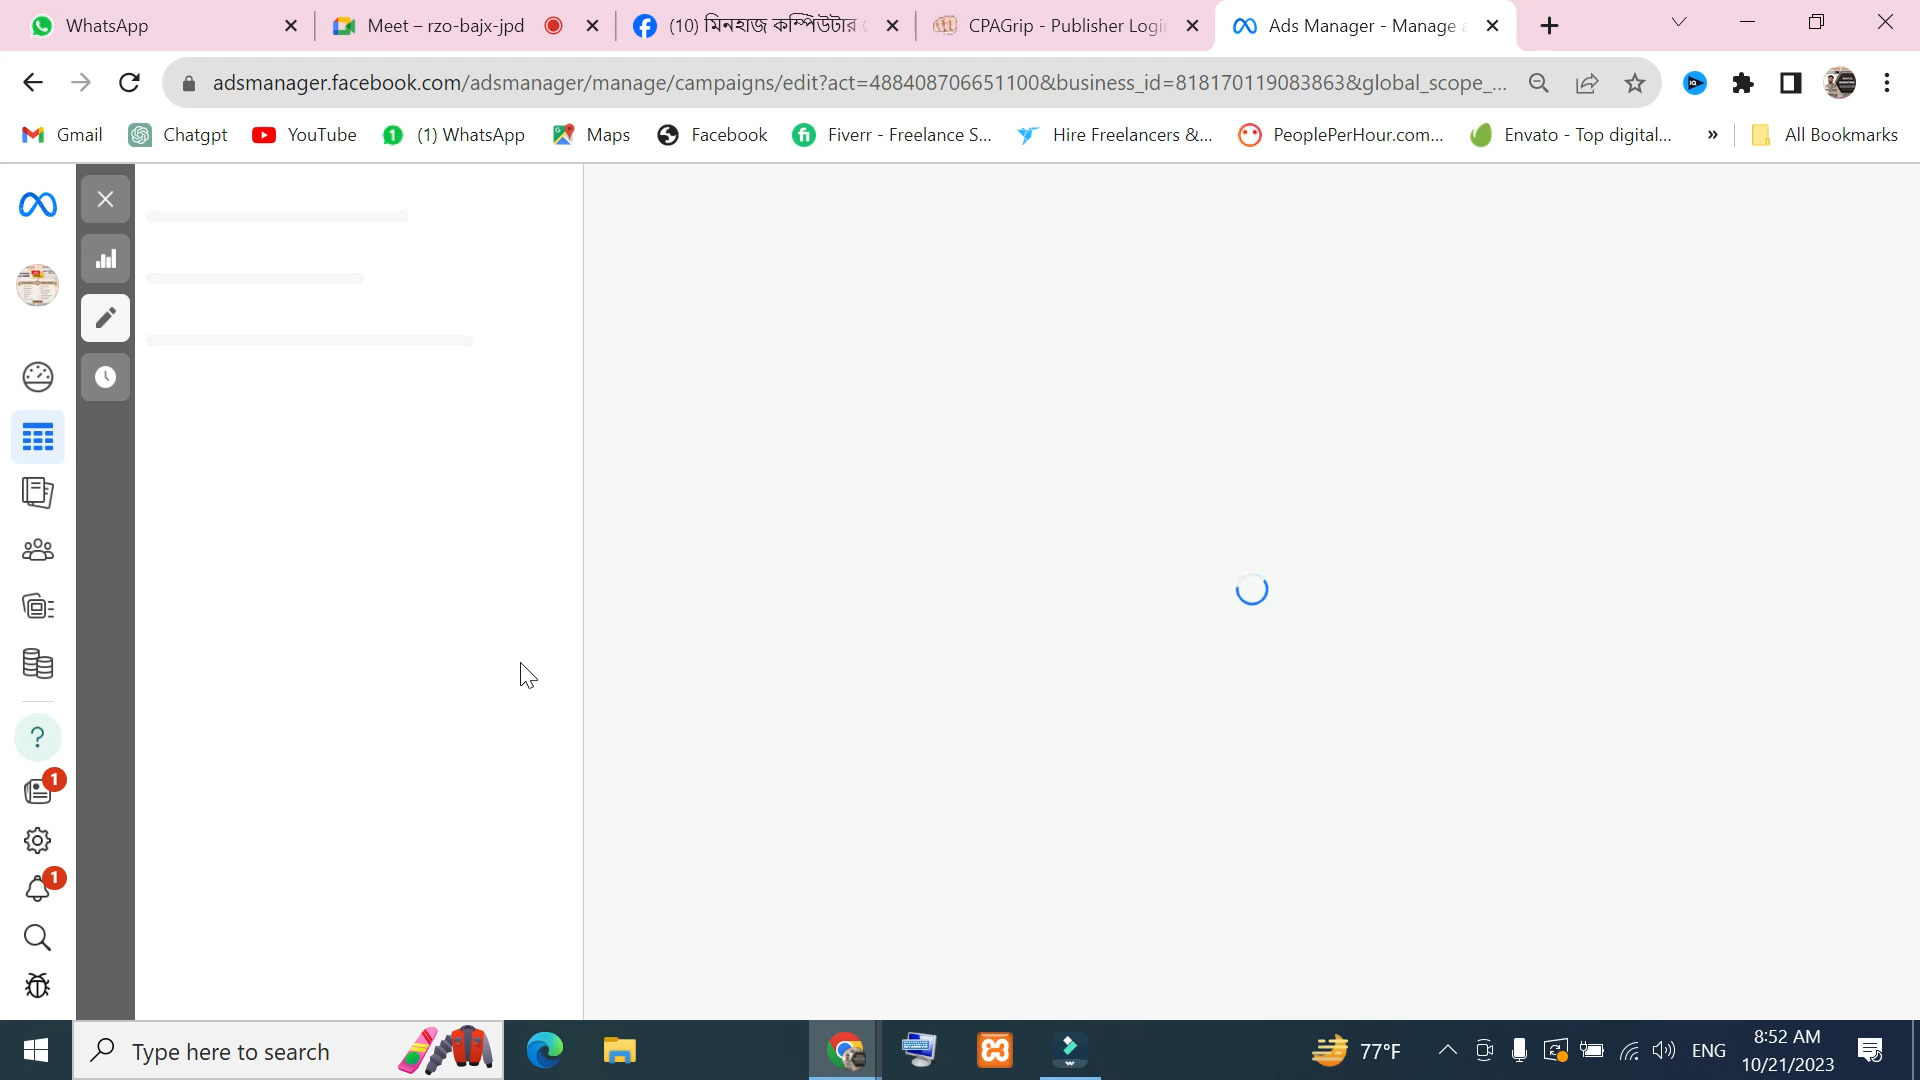 WhatsApp
Meet – rzo-bajx-jpd
(10) মিনহাজ কম্পিউটার
CPAGrip - Publisher Logi
Ads Manager - Manage a
adsmanager.facebook.com/adsmanager/manage/campaigns/edit?act=488408706651100&business_id=818170119083863&global_scope_...
Gmail
Chatgpt
YouTube
1 (1) WhatsApp
Maps
Facebook
fi Fiverr - Freelance S...
Hire Freelancers &...
PeoplePerHour.com...
Envato - Top digital...
»
All Bookmarks
?
1
1
Type here to search
77°F
ENG
8:52 AM
10/21/2023